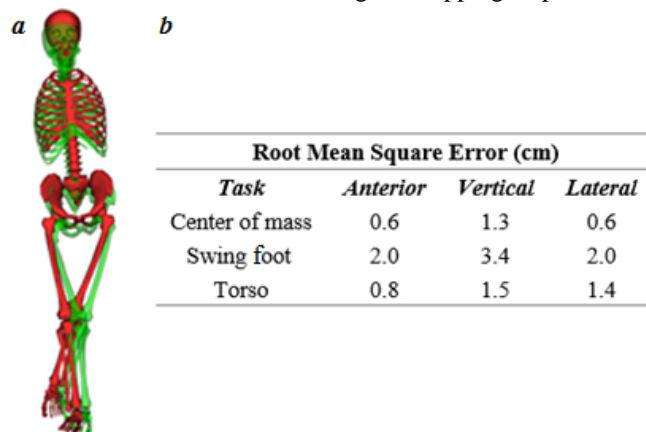 a
b
Root Mean Square Error (cm)
Task Anterior Vertical Lateral
Center of mass 0.6 1.3 0.6
Swing foot 2.0 3.4 2.0
Torso 0.8 1.5 1.4